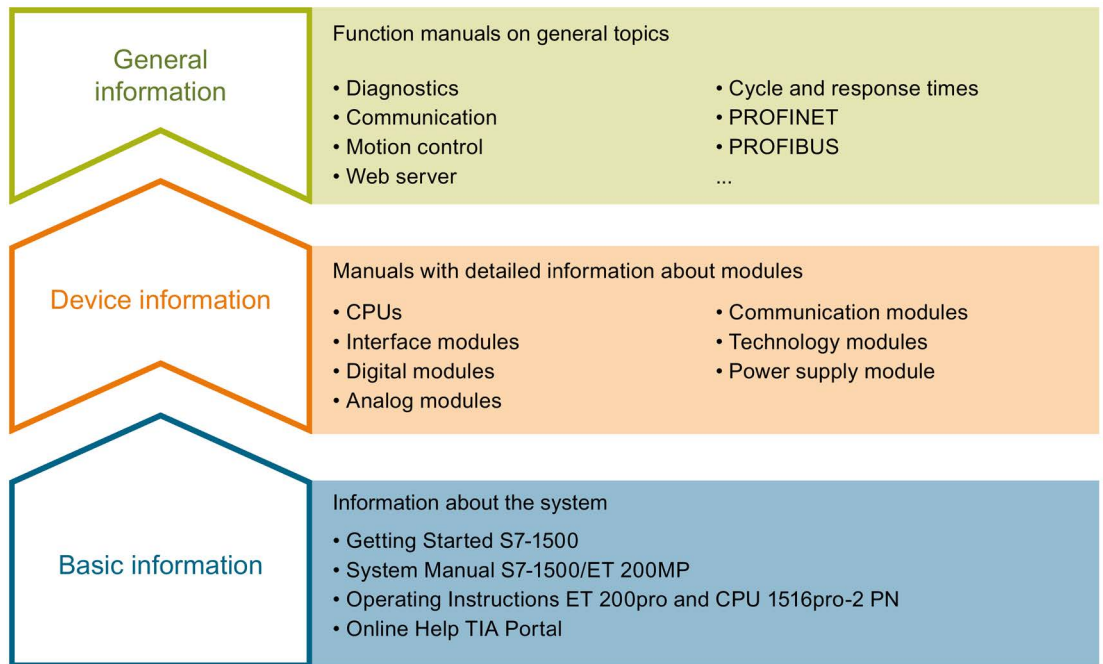 General
information
Function manuals on general topics
• Diagnostics
• Communication
• Motion control
• Web server
• Cycle and response times
• PROFINET
• PROFIBUS
...
Device information
Manuals with detailed information about modules
• CPUs
• Interface modules
• Digital modules
• Analog modules
• Communication modules
• Technology modules
• Power supply module
Basic information
Information about the system
• Getting Started S7-1500
• System Manual S7-1500/ET 200MP
• Operating Instructions ET 200pro and CPU 1516pro-2 PN
• Online Help TIA Portal